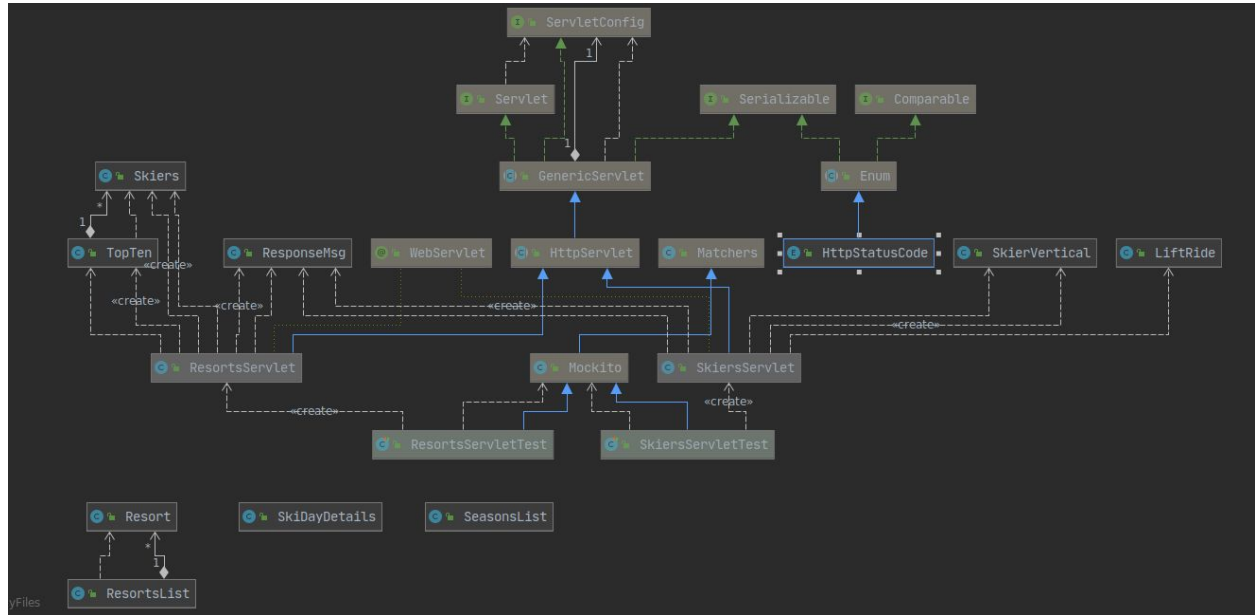 ServletConfig
1
Servlet
Serializable
Comparable
1
GenericServlet
Enum
Skiers
*
1
TopTen
ResponseMsg
WebServlet
HttpServlet
Matchers
HttpStatusCode
SkierVertical
LiftRide
«create»
«create»
«create»
«create»
«create»
ResortsServlet
Mockito
SkiersServlet
«create»
«create»
ResortsServletTest
SkiersServletTest
Resort
SkiDayDetails
SeasonsList
*
1
ResortsList
yFiles